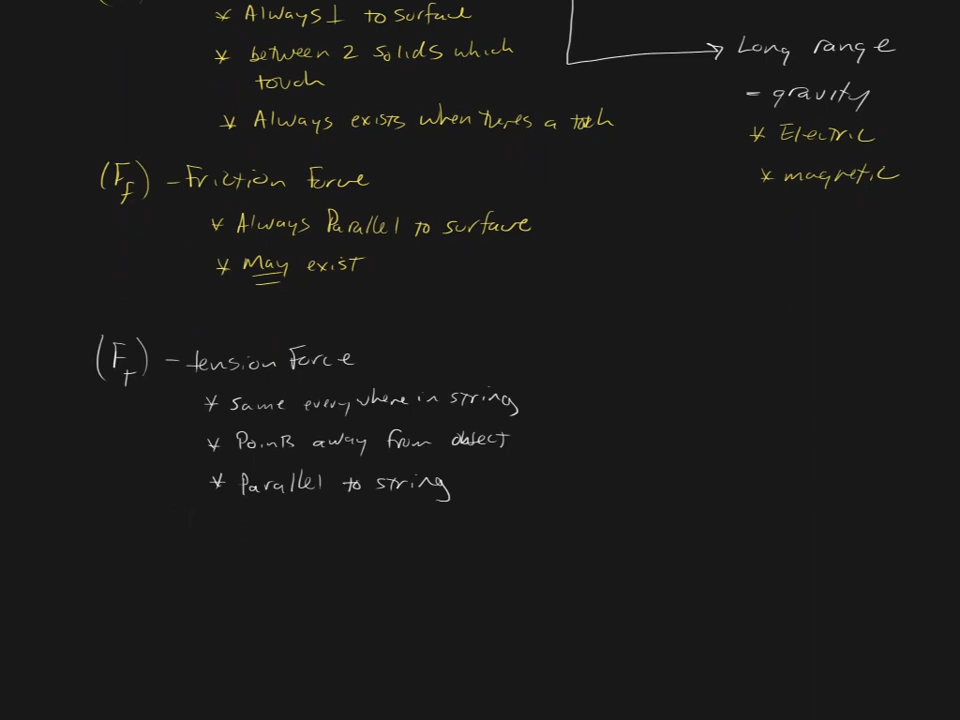 * Always ⊥ to surface
* between 2 solids which
touch
* Always exists when theres a touch
(F_f) - Friction Force
* Always Parallel to surface
* May exist
(F_T) - tension Force
* Same everywhere in string
* Points away from object
* Parallel to string
→ Long range
- gravity
* Electric
* magnetic